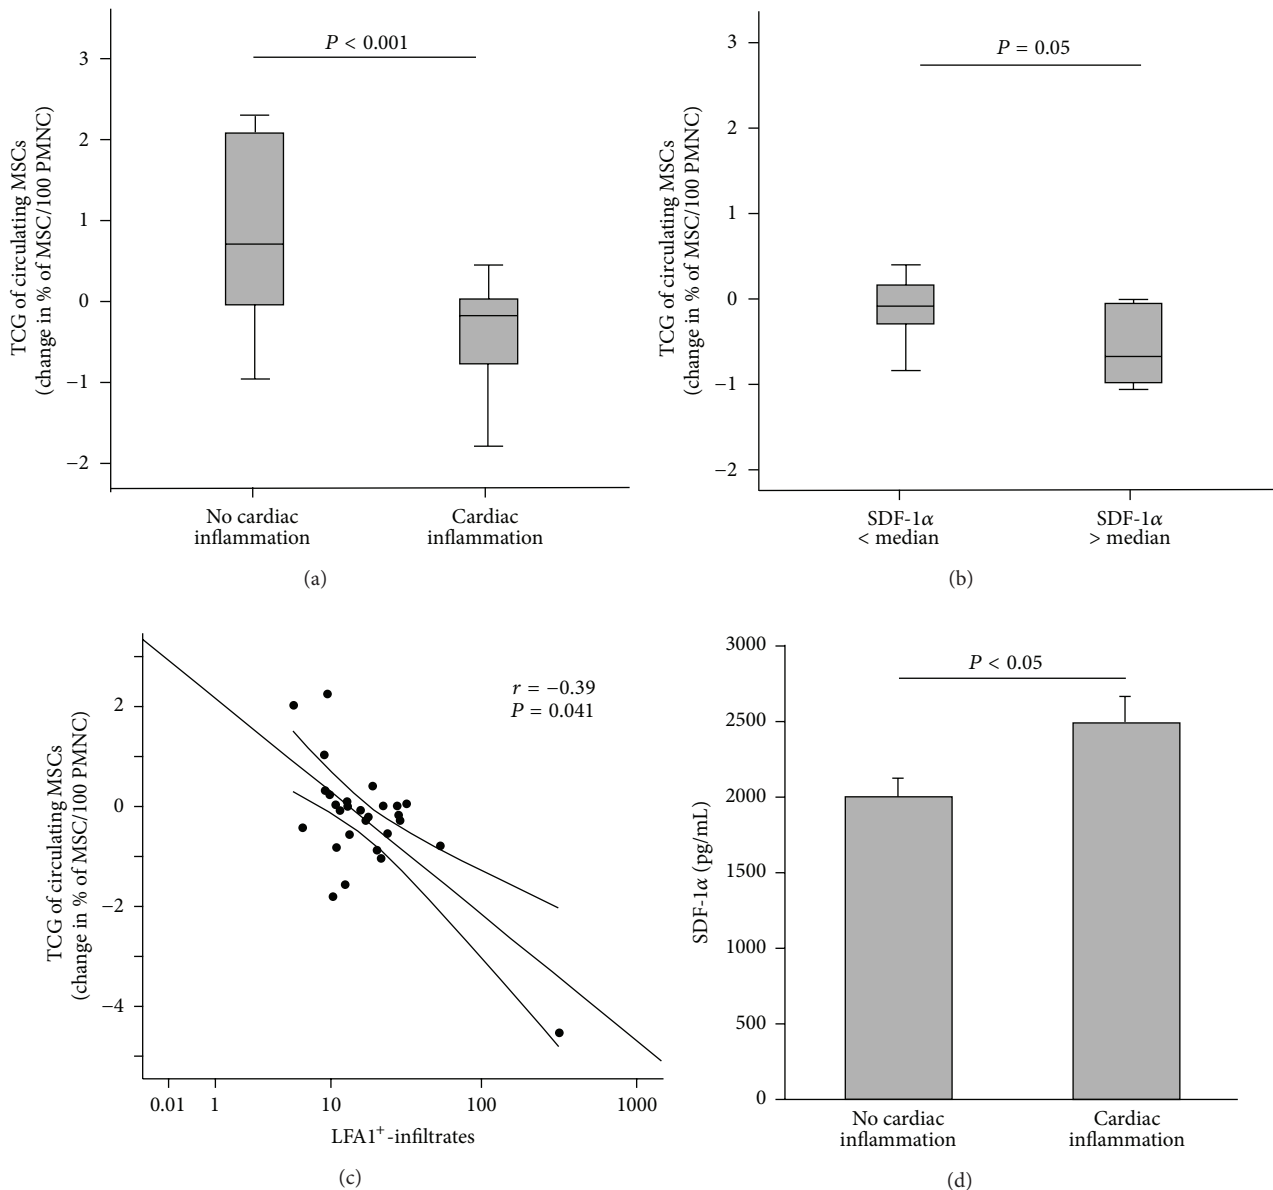 P < 0.001
TCG of circulating MSCs
(change in % of MSC/100 PMNC)
3
2
1
0
−1
−2
No cardiac
inflammation
Cardiac
inflammation
(a)
P = 0.05
TCG of circulating MSCs
(change in % of MSC/100 PMNC)
3
2
1
0
−1
−2
SDF-1α
< median
SDF-1α
> median
(b)
r = −0.39
P = 0.041
TCG of circulating MSCs
(change in % of MSC/100 PMNC)
2
0
−2
−4
0.01 1 10 100 1000
LFA1⁺-infiltrates
(c)
P < 0.05
SDF-1α (pg/mL)
3000
2500
2000
1500
1000
500
0
No cardiac
inflammation
Cardiac
inflammation
(d)